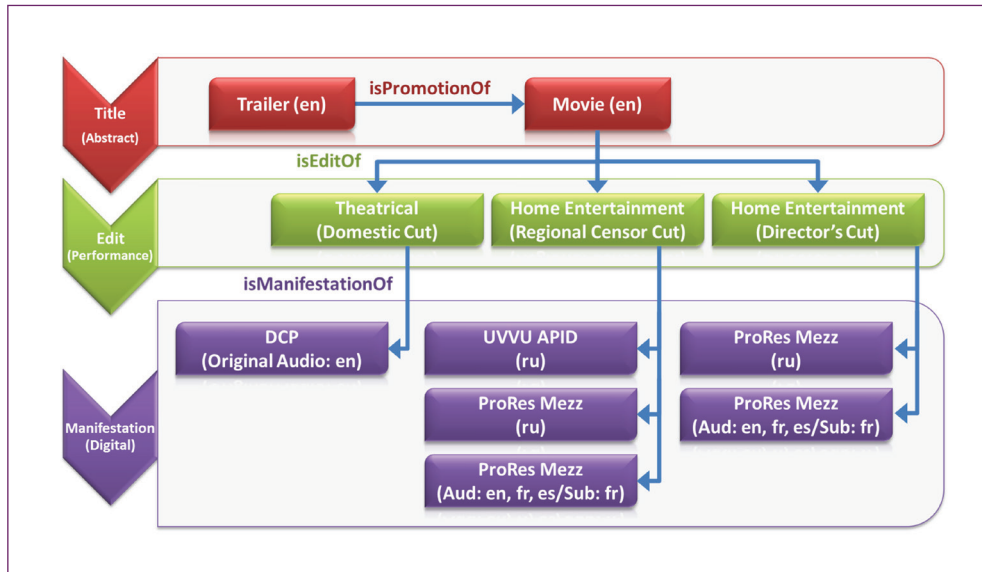 Title
(Abstract)
Trailer (en)
isPromotionOf
Movie (en)
isEditOf
Edit
(Performance)
Theatrical
(Domestic Cut)
Home Entertainment
(Regional Censor Cut)
Home Entertainment
(Director's Cut)
isManifestationOf
Manifestation
(Digital)
DCP
(Original Audio: en)
UVVU APID
(ru)
ProRes Mezz
(ru)
ProRes Mezz
(Aud: en, fr, es/Sub: fr)
ProRes Mezz
(ru)
ProRes Mezz
(Aud: en, fr, es/Sub: fr)